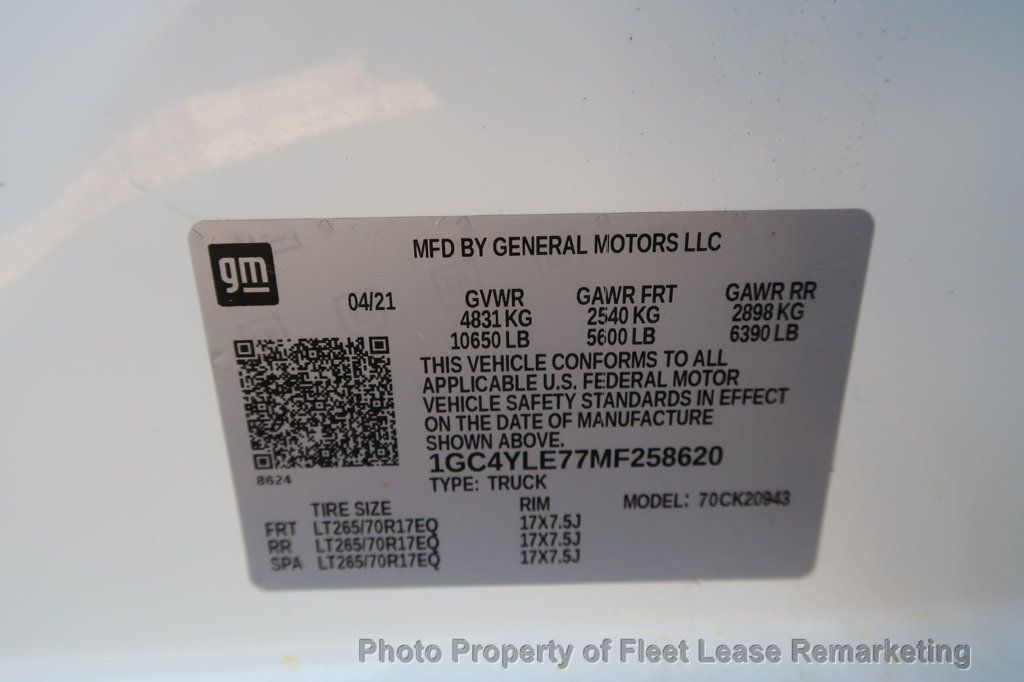 gm
MFD BY GENERAL MOTORS LLC
04/21 GVWR GAWR FRT GAWR RR
4831 KG 2540 KG 2898 KG
10650 LB 5600 LB 6390 LB
THIS VEHICLE CONFORMS TO ALL
APPLICABLE U.S. FEDERAL MOTOR
VEHICLE SAFETY STANDARDS IN EFFECT
ON THE DATE OF MANUFACTURE
SHOWN ABOVE.
1GC4YLE77MF258620
8624
TYPE: TRUCK
TIRE SIZE RIM MODEL: 70CK20943
FRT LT265/70R17EQ 17X7.5J
RR LT265/70R17EQ 17X7.5J
SPA LT265/70R17EQ 17X7.5J
Photo Property of Fleet Lease Remarketing